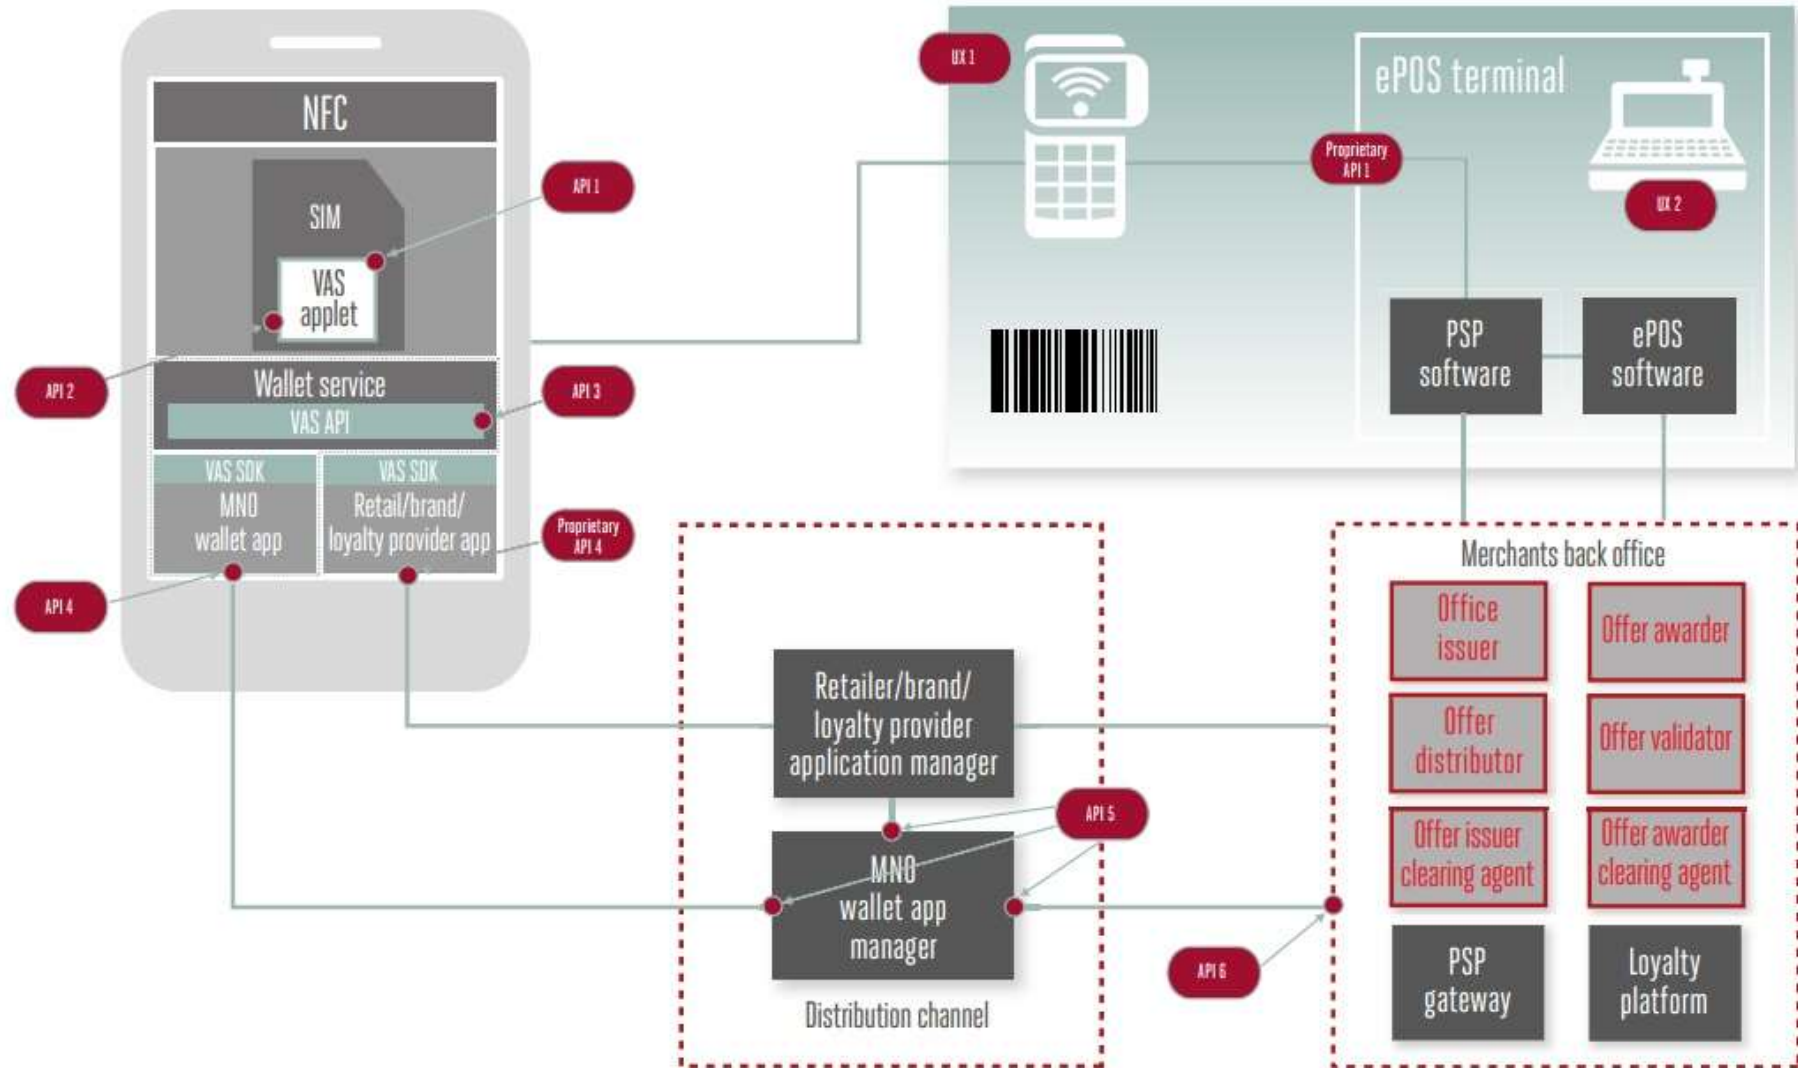 NFC
SIM
VAS
applet
Wallet service
VAS API
VAS SDK
MNO
wallet app
VAS SDK
Retail/brand/
loyalty provider app
API 1
API 2
API 3
Proprietary
API 4
API 4
UX 1
ePOS terminal
Proprietary
API 1
UX 2
PSP
software
ePOS
software
Retailer/brand/
loyalty provider
application manager
API 5
MNO
wallet app
manager
Distribution channel
API 6
Merchants back office
Office
issuer
Offer awarder
Offer
distributor
Offer validator
Offer issuer
clearing agent
Offer awarder
clearing agent
PSP
gateway
Loyalty
platform